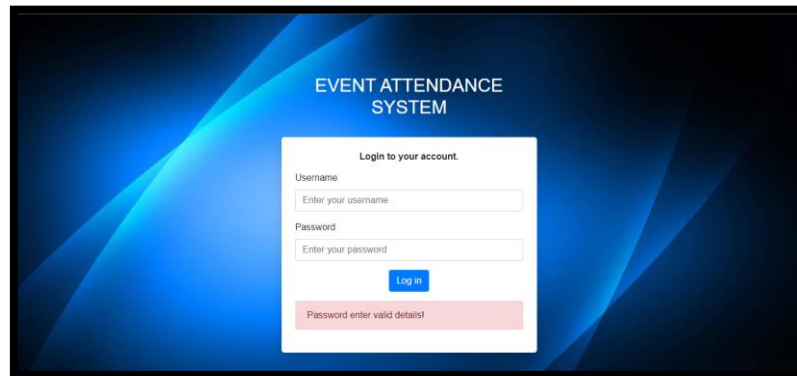 EVENT ATTENDANCE
SYSTEM
Login to your account.
Username
Enter your username
Password
Enter your password
Log in
Password enter valid details!